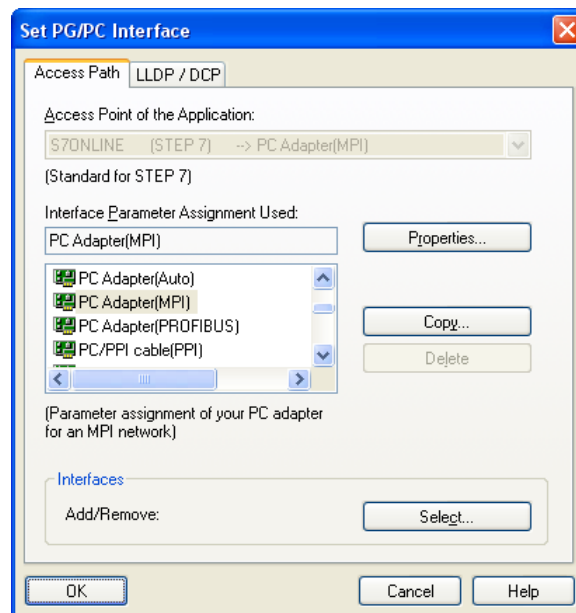 Set PG/PC Interface
Access Path
LLDP / DCP
Access Point of the Application:
S7ONLINE (STEP 7) --> PC Adapter(MPI)
(Standard for STEP 7)
Interface Parameter Assignment Used:
PC Adapter(MPI)
Properties...
PC Adapter(Auto)
PC Adapter(MPI)
PC Adapter(PROFIBUS)
PC/PPI cable(PPI)
Copy...
Delete
(Parameter assignment of your PC adapter
for an MPI network)
Interfaces
Add/Remove:
Select...
OK
Cancel
Help